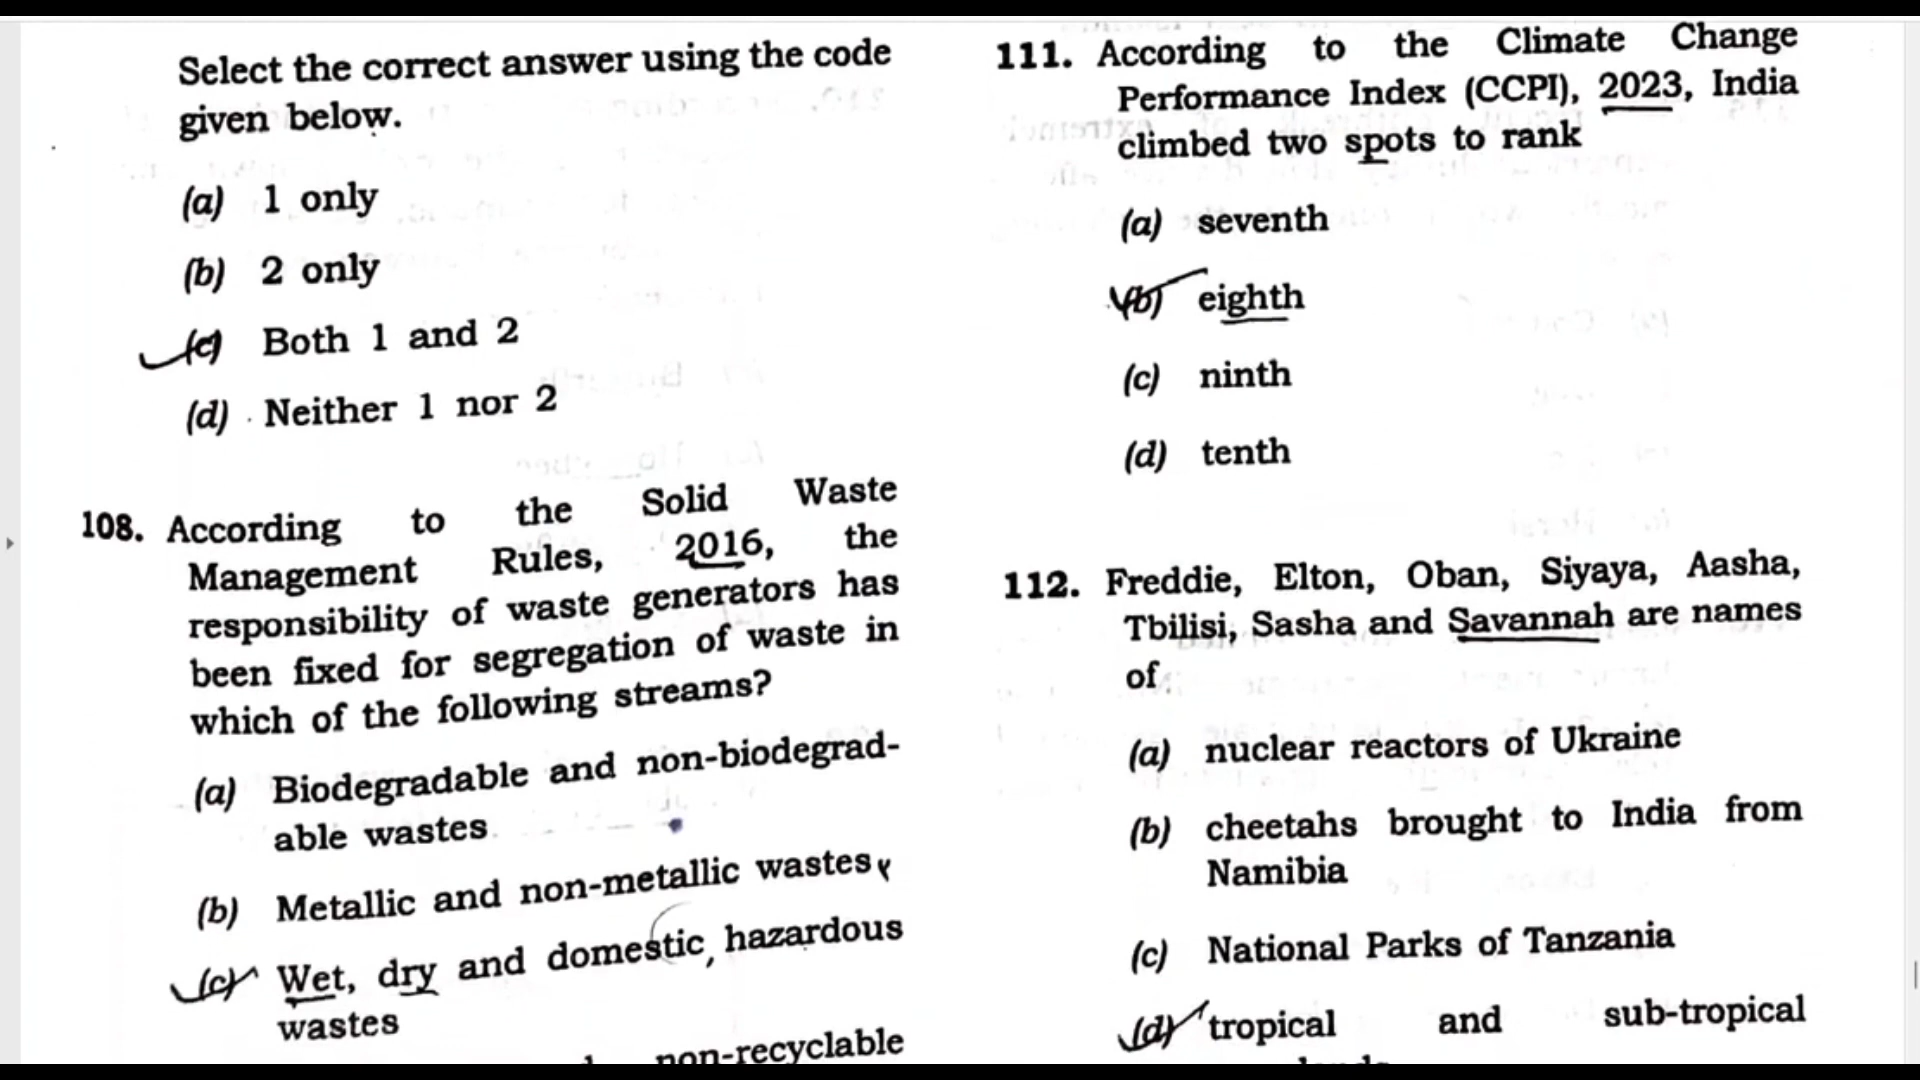 Select the correct answer using the code
given below.
(a) 1 only
(b) 2 only
(c) Both 1 and 2
(d) Neither 1 nor 2
108. According to the Solid Waste
Management Rules, 2016, the
responsibility of waste generators has
been fixed for segregation of waste in
which of the following streams?
(a) Biodegradable and non-biodegrad-
able wastes
(b) Metallic and non-metallic wastes
(c) Wet, dry and domestic, hazardous
wastes
non-recyclable
111. According to the Climate Change
Performance Index (CCPI), 2023, India
climbed two spots to rank
(a) seventh
(b) eighth
(c) ninth
(d) tenth
112. Freddie, Elton, Oban, Siyaya, Aasha,
Tbilisi, Sasha and Savannah are names
of
(a) nuclear reactors of Ukraine
(b) cheetahs brought to India from
Namibia
(c) National Parks of Tanzania
(d) tropical and sub-tropical